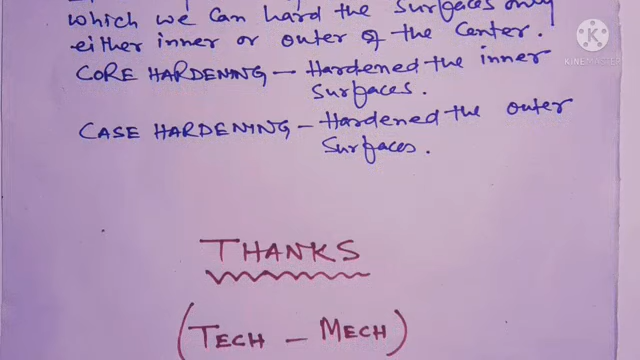 which we can hard the surfaces only
either inner or outer of the center.
CORE HARDENING — Hardened the inner
surfaces.
CASE HARDENING — Hardened the outer
surfaces.
THANKS
(TECH – MECH)
KINEMASTER